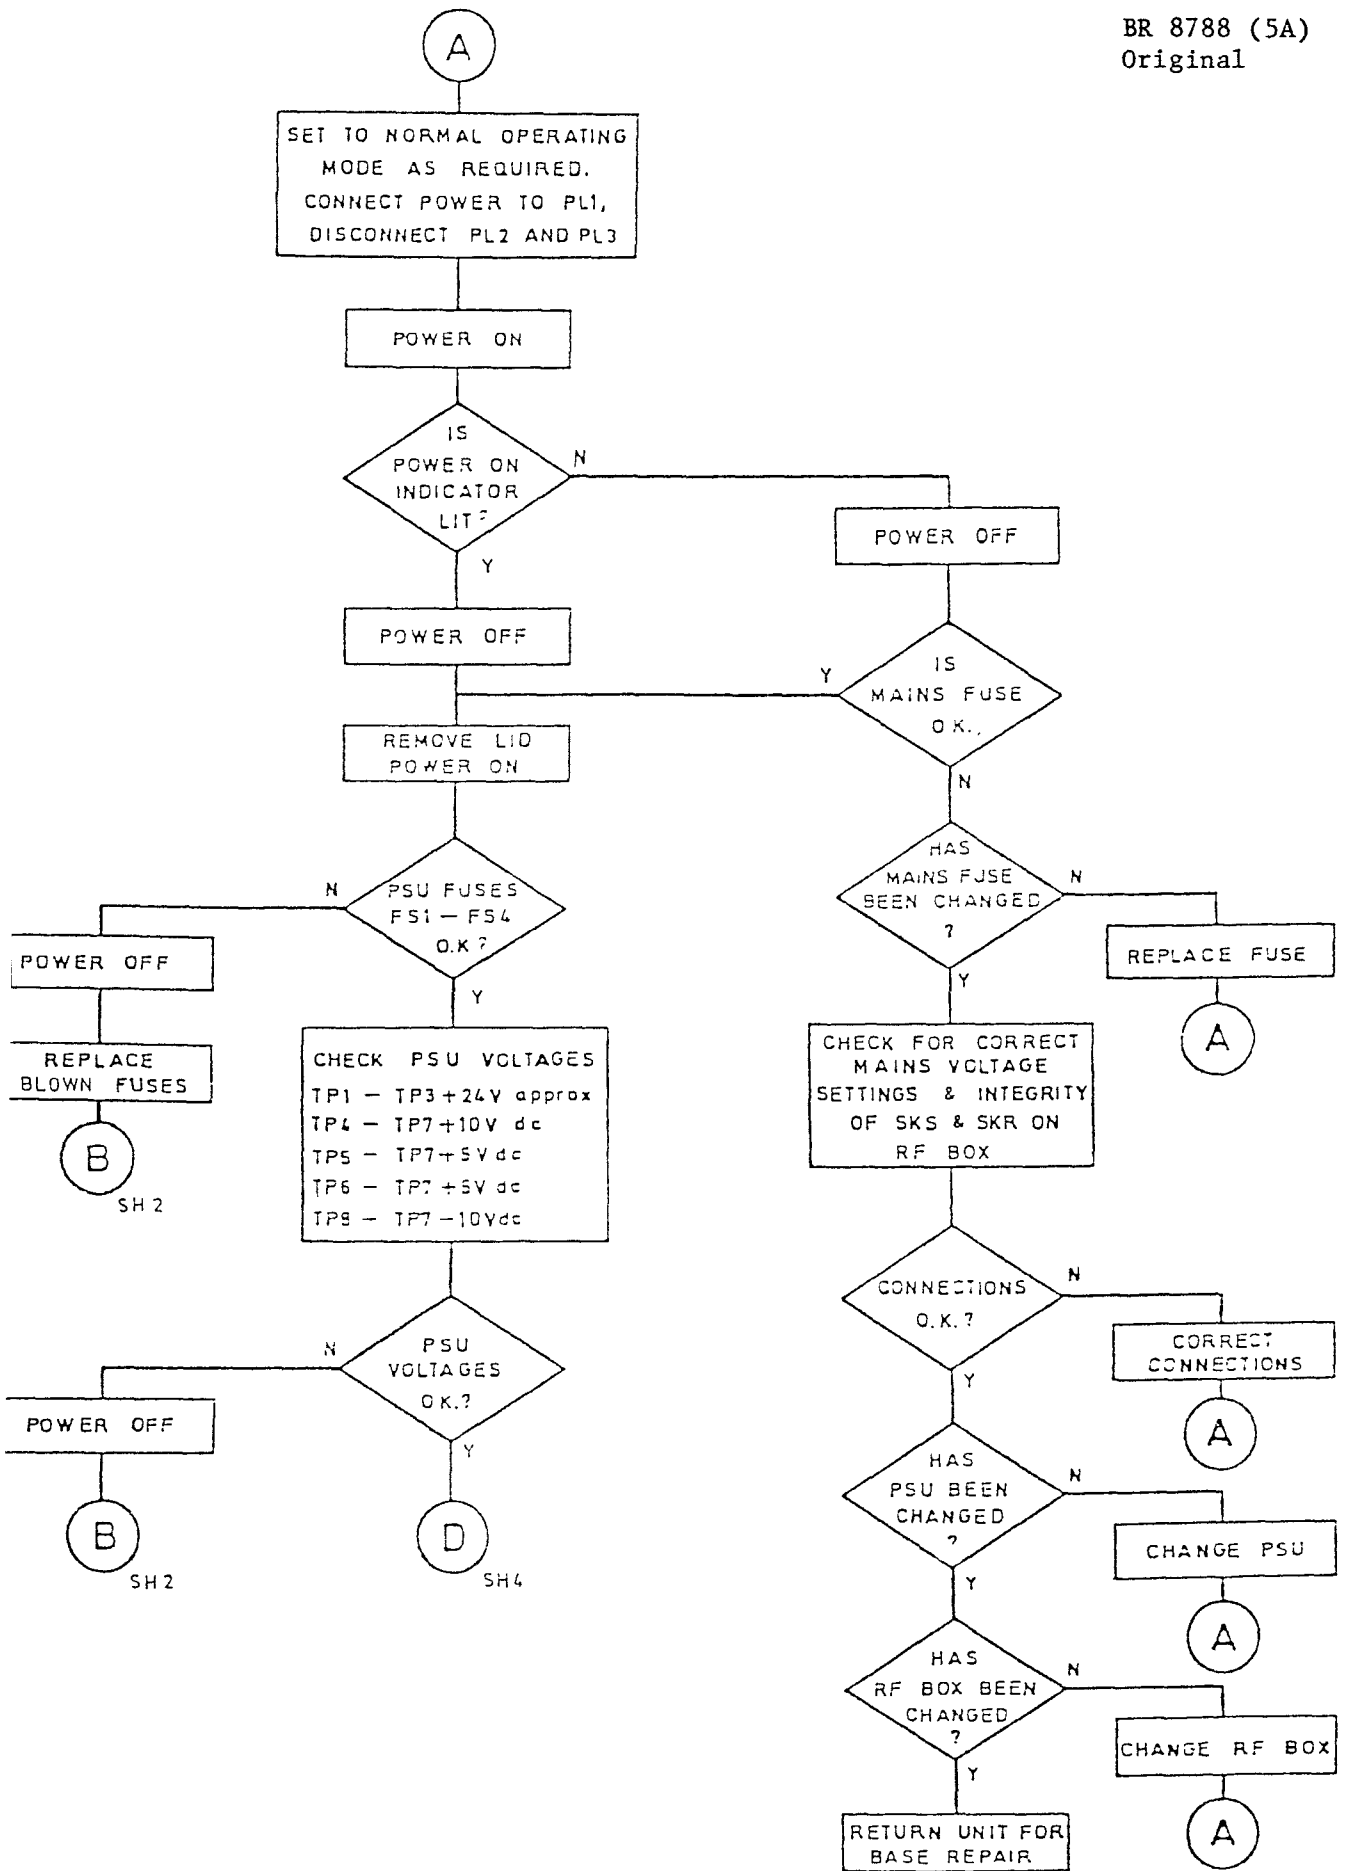 BR 8788 (5A)
Original
A
SET TO NORMAL OPERATING
MODE AS REQUIRED.
CONNECT POWER TO PL1,
DISCONNECT PL2 AND PL3
POWER ON
IS
POWER ON
INDICATOR
LIT?
N
Y
POWER OFF
POWER OFF
IS
MAINS FUSE
O.K.
Y
N
REMOVE LID
POWER ON
PSU FUSES
FS1 – FS4
O.K?
N
Y
HAS
MAINS FUSE
BEEN CHANGED
?
N
Y
REPLACE FUSE
A
POWER OFF
REPLACE
BLOWN FUSES
B
SH2
CHECK PSU VOLTAGES
TP1 – TP3+24V approx
TP4 – TP7+10V dc
TP5 – TP7+5V dc
TP6 – TP7+5V dc
TP8 – TP7–10Vdc
CHECK FOR CORRECT
MAINS VOLTAGE
SETTINGS & INTEGRITY
OF SKS & SKR ON
RF BOX
CONNECTIONS
O.K.?
N
Y
CORRECT
CONNECTIONS
A
PSU
VOLTAGES
OK.?
N
Y
POWER OFF
B
SH2
D
SH4
HAS
PSU BEEN
CHANGED
?
N
Y
CHANGE PSU
A
HAS
RF BOX BEEN
CHANGED
?
N
Y
CHANGE RF BOX
A
RETURN UNIT FOR
BASE REPAIR